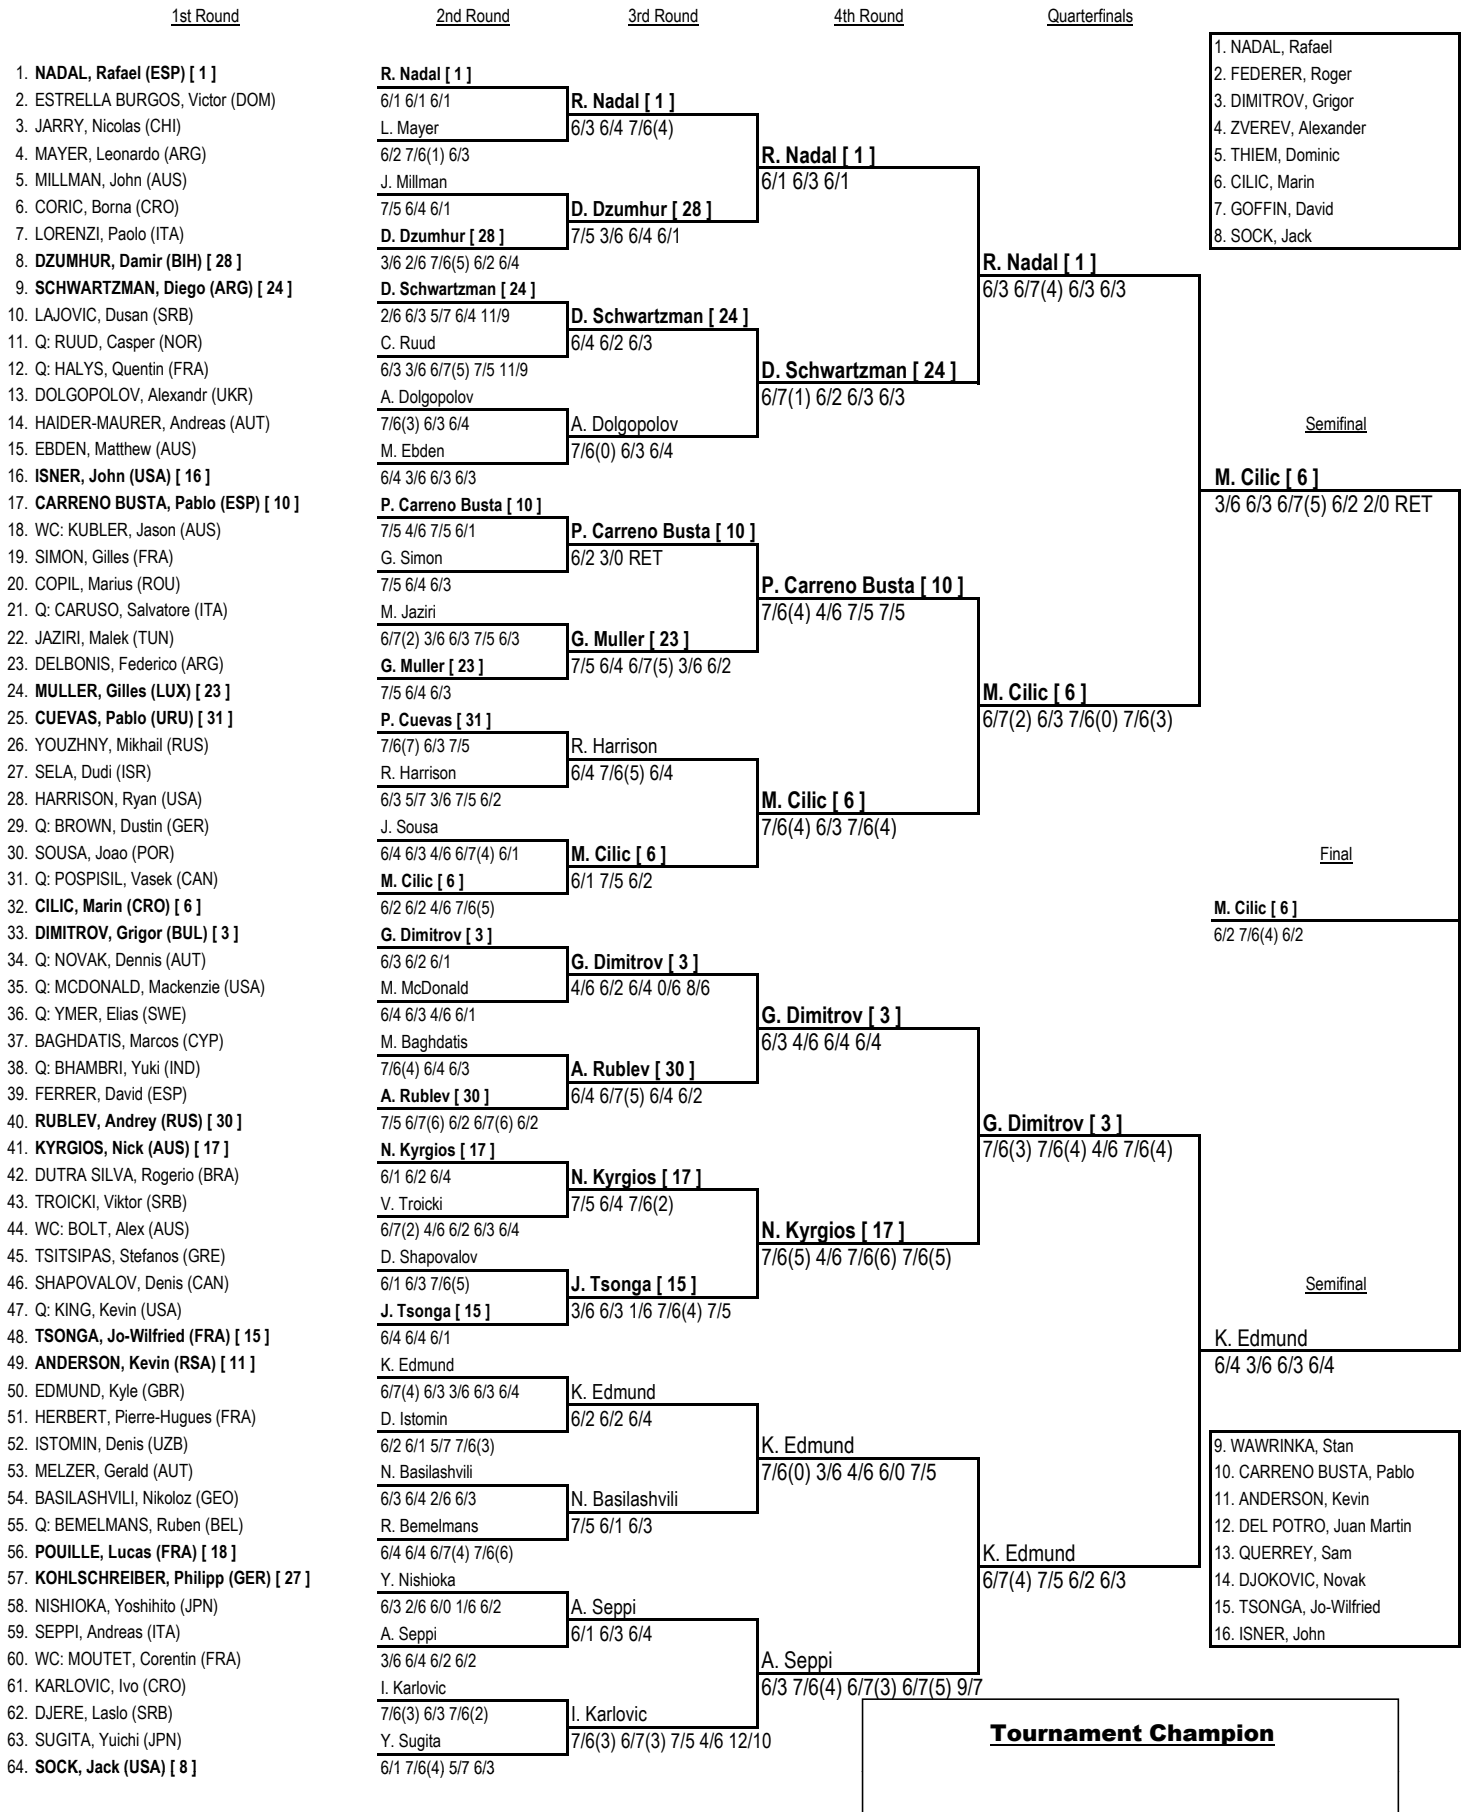 1st Round 2nd Round 3rd Round 4th Round Quarterfinals
1. NADAL, Rafael
1. NADAL, Rafael (ESP) [ 1 ] R. Nadal [ 1 ] 2. FEDERER, Roger
2. ESTRELLA BURGOS, Victor (DOM) 6/1 6/1 6/1 R. Nadal [ 1 ] 3. DIMITROV, Grigor
3. JARRY, Nicolas (CHI) L. Mayer 6/3 6/4 7/6(4) 4. ZVEREV, Alexander
4. MAYER, Leonardo (ARG) 6/2 7/6(1) 6/3 R. Nadal [ 1 ] 5. THIEM, Dominic
5. MILLMAN, John (AUS) J. Millman 6/1 6/3 6/1 6. CILIC, Marin
6. CORIC, Borna (CRO) 7/5 6/4 6/1 D. Dzumhur [ 28 ] 7. GOFFIN, David
7. LORENZI, Paolo (ITA) D. Dzumhur [ 28 ] 7/5 3/6 6/4 6/1 8. SOCK, Jack
8. DZUMHUR, Damir (BIH) [ 28 ] 3/6 2/6 7/6(5) 6/2 6/4 R. Nadal [ 1 ]
9. SCHWARTZMAN, Diego (ARG) [ 24 ] D. Schwartzman [ 24 ] 6/3 6/7(4) 6/3 6/3
10. LAJOVIC, Dusan (SRB) 2/6 6/3 5/7 6/4 11/9 D. Schwartzman [ 24 ]
11. Q: RUUD, Casper (NOR) C. Ruud 6/4 6/2 6/3
12. Q: HALYS, Quentin (FRA) 6/3 3/6 6/7(5) 7/5 11/9 D. Schwartzman [ 24 ]
13. DOLGOPOLOV, Alexandr (UKR) A. Dolgopolov 6/7(1) 6/2 6/3 6/3
14. HAIDER-MAURER, Andreas (AUT) 7/6(3) 6/3 6/4 A. Dolgopolov Semifinal
15. EBDEN, Matthew (AUS) M. Ebden 7/6(0) 6/3 6/4
16. ISNER, John (USA) [ 16 ] 6/4 3/6 6/3 6/3 M. Cilic [ 6 ]
17. CARRENO BUSTA, Pablo (ESP) [ 10 ] P. Carreno Busta [ 10 ] 3/6 6/3 6/7(5) 6/2 2/0 RET
18. WC: KUBLER, Jason (AUS) 7/5 4/6 7/5 6/1 P. Carreno Busta [ 10 ]
19. SIMON, Gilles (FRA) G. Simon 6/2 3/0 RET
20. COPIL, Marius (ROU) 7/5 6/4 6/3 P. Carreno Busta [ 10 ]
21. Q: CARUSO, Salvatore (ITA) M. Jaziri 7/6(4) 4/6 7/5 7/5
22. JAZIRI, Malek (TUN) 6/7(2) 3/6 6/3 7/5 6/3 G. Muller [ 23 ]
23. DELBONIS, Federico (ARG) G. Muller [ 23 ] 7/5 6/4 6/7(5) 3/6 6/2
24. MULLER, Gilles (LUX) [ 23 ] 7/5 6/4 6/3 M. Cilic [ 6 ]
25. CUEVAS, Pablo (URU) [ 31 ] P. Cuevas [ 31 ] 6/7(2) 6/3 7/6(0) 7/6(3)
26. YOUZHNY, Mikhail (RUS) 7/6(7) 6/3 7/5 R. Harrison
27. SELA, Dudi (ISR) R. Harrison 6/4 7/6(5) 6/4
28. HARRISON, Ryan (USA) 6/3 5/7 3/6 7/5 6/2 M. Cilic [ 6 ]
29. Q: BROWN, Dustin (GER) J. Sousa 7/6(4) 6/3 7/6(4)
30. SOUSA, Joao (POR) 6/4 6/3 4/6 6/7(4) 6/1 M. Cilic [ 6 ] Final
31. Q: POSPISIL, Vasek (CAN) M. Cilic [ 6 ] 6/1 7/5 6/2
32. CILIC, Marin (CRO) [ 6 ] 6/2 6/2 4/6 7/6(5) M. Cilic [ 6 ]
33. DIMITROV, Grigor (BUL) [ 3 ] G. Dimitrov [ 3 ] 6/2 7/6(4) 6/2
34. Q: NOVAK, Dennis (AUT) 6/3 6/2 6/1 G. Dimitrov [ 3 ]
35. Q: MCDONALD, Mackenzie (USA) M. McDonald 4/6 6/2 6/4 0/6 8/6
36. Q: YMER, Elias (SWE) 6/4 6/3 4/6 6/1 G. Dimitrov [ 3 ]
37. BAGHDATIS, Marcos (CYP) M. Baghdatis 6/3 4/6 6/4 6/4
38. Q: BHAMBRI, Yuki (IND) 7/6(4) 6/4 6/3 A. Rublev [ 30 ]
39. FERRER, David (ESP) A. Rublev [ 30 ] 6/4 6/7(5) 6/4 6/2
40. RUBLEV, Andrey (RUS) [ 30 ] 7/5 6/7(6) 6/2 6/7(6) 6/2 G. Dimitrov [ 3 ]
41. KYRGIOS, Nick (AUS) [ 17 ] N. Kyrgios [ 17 ] 7/6(3) 7/6(4) 4/6 7/6(4)
42. DUTRA SILVA, Rogerio (BRA) 6/1 6/2 6/4 N. Kyrgios [ 17 ]
43. TROICKI, Viktor (SRB) V. Troicki 7/5 6/4 7/6(2)
44. WC: BOLT, Alex (AUS) 6/7(2) 4/6 6/2 6/3 6/4 N. Kyrgios [ 17 ]
45. TSITSIPAS, Stefanos (GRE) D. Shapovalov 7/6(5) 4/6 7/6(6) 7/6(5)
46. SHAPOVALOV, Denis (CAN) 6/1 6/3 7/6(5) J. Tsonga [ 15 ] Semifinal
47. Q: KING, Kevin (USA) J. Tsonga [ 15 ] 3/6 6/3 1/6 7/6(4) 7/5
48. TSONGA, Jo-Wilfried (FRA) [ 15 ] 6/4 6/4 6/1 K. Edmund
49. ANDERSON, Kevin (RSA) [ 11 ] K. Edmund 6/4 3/6 6/3 6/4
50. EDMUND, Kyle (GBR) 6/7(4) 6/3 3/6 6/3 6/4 K. Edmund
51. HERBERT, Pierre-Hugues (FRA) D. Istomin 6/2 6/2 6/4
52. ISTOMIN, Denis (UZB) 6/2 6/1 5/7 7/6(3) K. Edmund 9. WAWRINKA, Stan
53. MELZER, Gerald (AUT) N. Basilashvili 7/6(0) 3/6 4/6 6/0 7/5 10. CARRENO BUSTA, Pablo
54. BASILASHVILI, Nikoloz (GEO) 6/3 6/4 2/6 6/3 N. Basilashvili 11. ANDERSON, Kevin
55. Q: BEMELMANS, Ruben (BEL) R. Bemelmans 7/5 6/1 6/3 12. DEL POTRO, Juan Martin
56. POUILLE, Lucas (FRA) [ 18 ] 6/4 6/4 6/7(4) 7/6(6) K. Edmund 13. QUERREY, Sam
57. KOHLSCHREIBER, Philipp (GER) [ 27 ] Y. Nishioka 6/7(4) 7/5 6/2 6/3 14. DJOKOVIC, Novak
58. NISHIOKA, Yoshihito (JPN) 6/3 2/6 6/0 1/6 6/2 A. Seppi 15. TSONGA, Jo-Wilfried
59. SEPPI, Andreas (ITA) A. Seppi 6/1 6/3 6/4 16. ISNER, John
60. WC: MOUTET, Corentin (FRA) 3/6 6/4 6/2 6/2 A. Seppi
61. KARLOVIC, Ivo (CRO) I. Karlovic 6/3 7/6(4) 6/7(3) 6/7(5) 9/7
62. DJERE, Laslo (SRB) 7/6(3) 6/3 7/6(2) I. Karlovic
63. SUGITA, Yuichi (JPN) Y. Sugita 7/6(3) 6/7(3) 7/5 4/6 12/10 Tournament Champion
64. SOCK, Jack (USA) [ 8 ] 6/1 7/6(4) 5/7 6/3